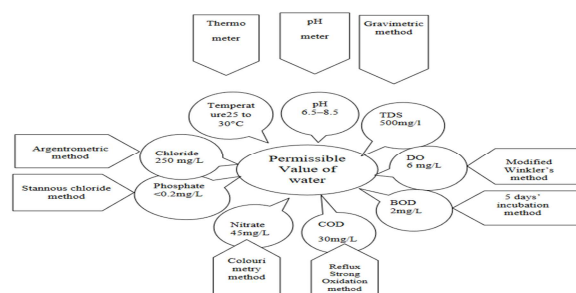 Thermo
meter
pH
meter
Gravimetric
method
Temperat
ure25 to
30°C
pH
6.5–8.5
TDS
500mg/l
Argentrometric
method
Chloride
250 mg/L
Permissible
Value of
water
DO
6 mg/L
Modified
Winkler's
method
Stannous chloride
method
Phosphate
<0.2mg/L
BOD
2mg/L
5 days'
incubation
method
Nitrate
45mg/L
COD
30mg/L
Colouri
metry
method
Reflux
Strong
Oxidation
method